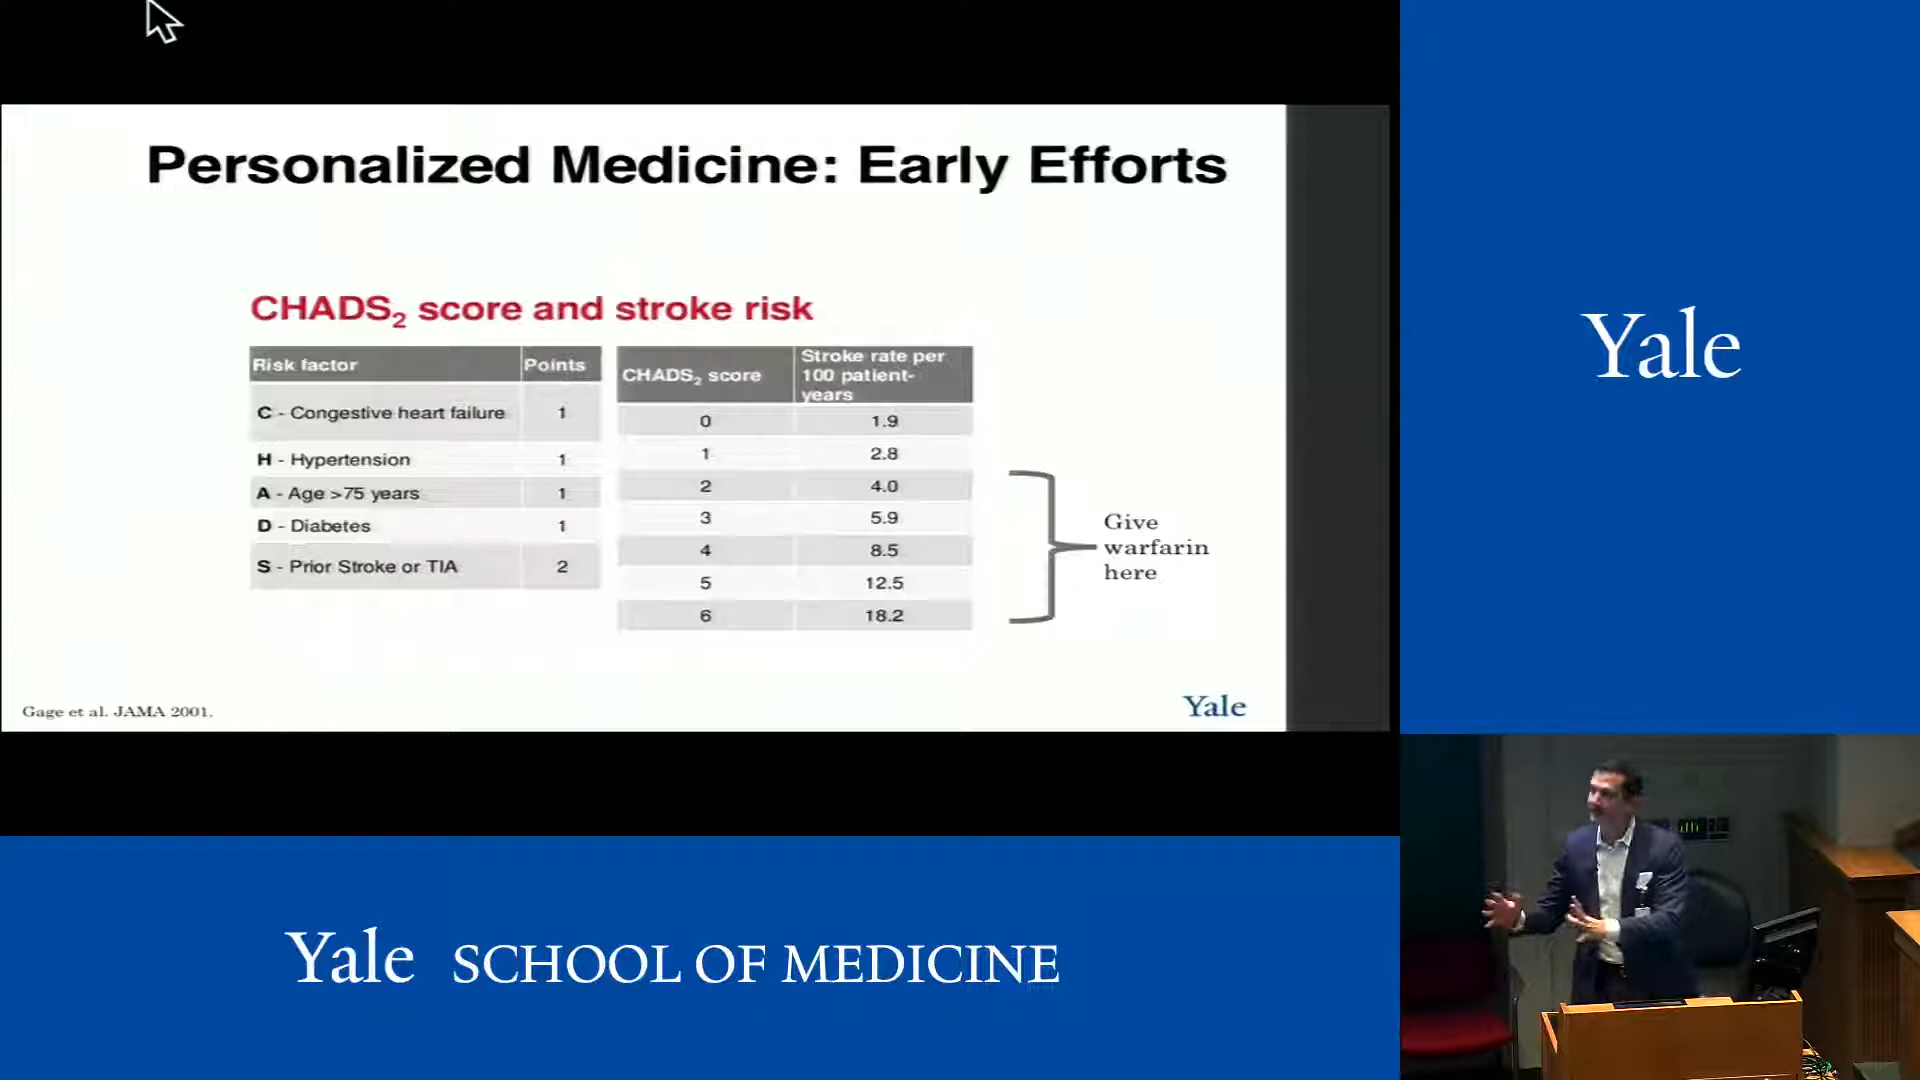 Personalized Medicine: Early Efforts
CHADS2 score and stroke risk
Risk factor Points
C - Congestive heart failure 1
H - Hypertension 1
A - Age >75 years 1
D - Diabetes 1
S - Prior Stroke or TIA 2
CHADS2 score Stroke rate per
100 patient-
years
0 1.9
1 2.8
2 4.0
3 5.9
4 8.5
5 12.5
6 18.2
Give
warfarin
here
Gage et al. JAMA 2001.
Yale
Yale
Yale SCHOOL OF MEDICINE